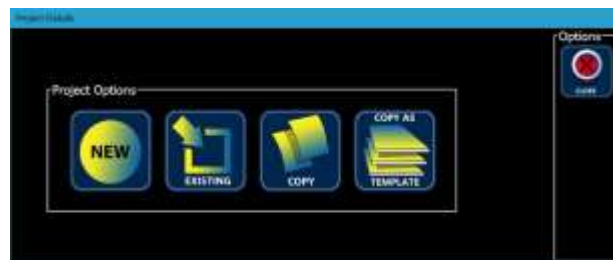 Project Details
Options
CLOSE
Project Options
NEW
EXISTING
COPY
COPY AS
TEMPLATE